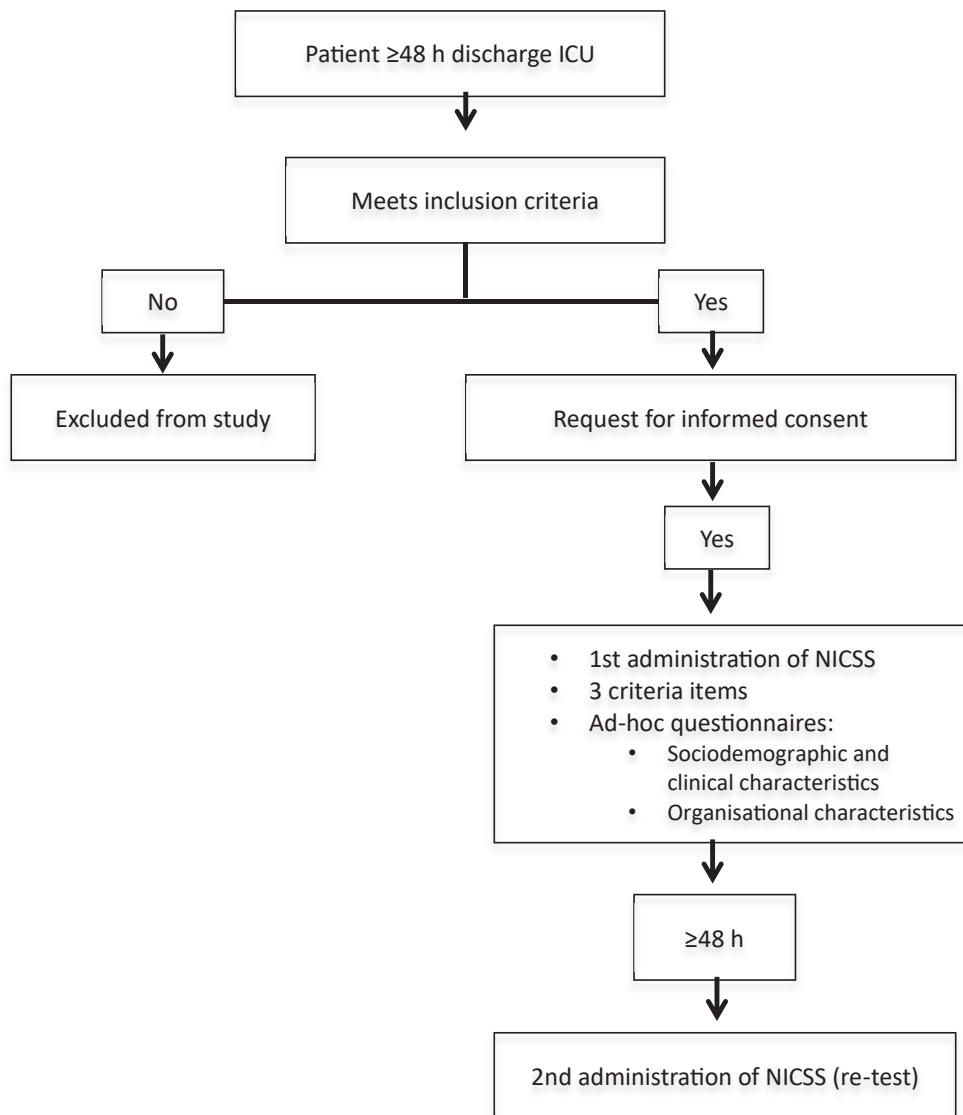 Patient ≥48 h discharge ICU
Meets inclusion criteria
No
Yes
Excluded from study
Request for informed consent
Yes
• 1st administration of NICSS
• 3 criteria items
• Ad-hoc questionnaires:
• Sociodemographic and
clinical characteristics
• Organisational characteristics
≥48 h
2nd administration of NICSS (re-test)